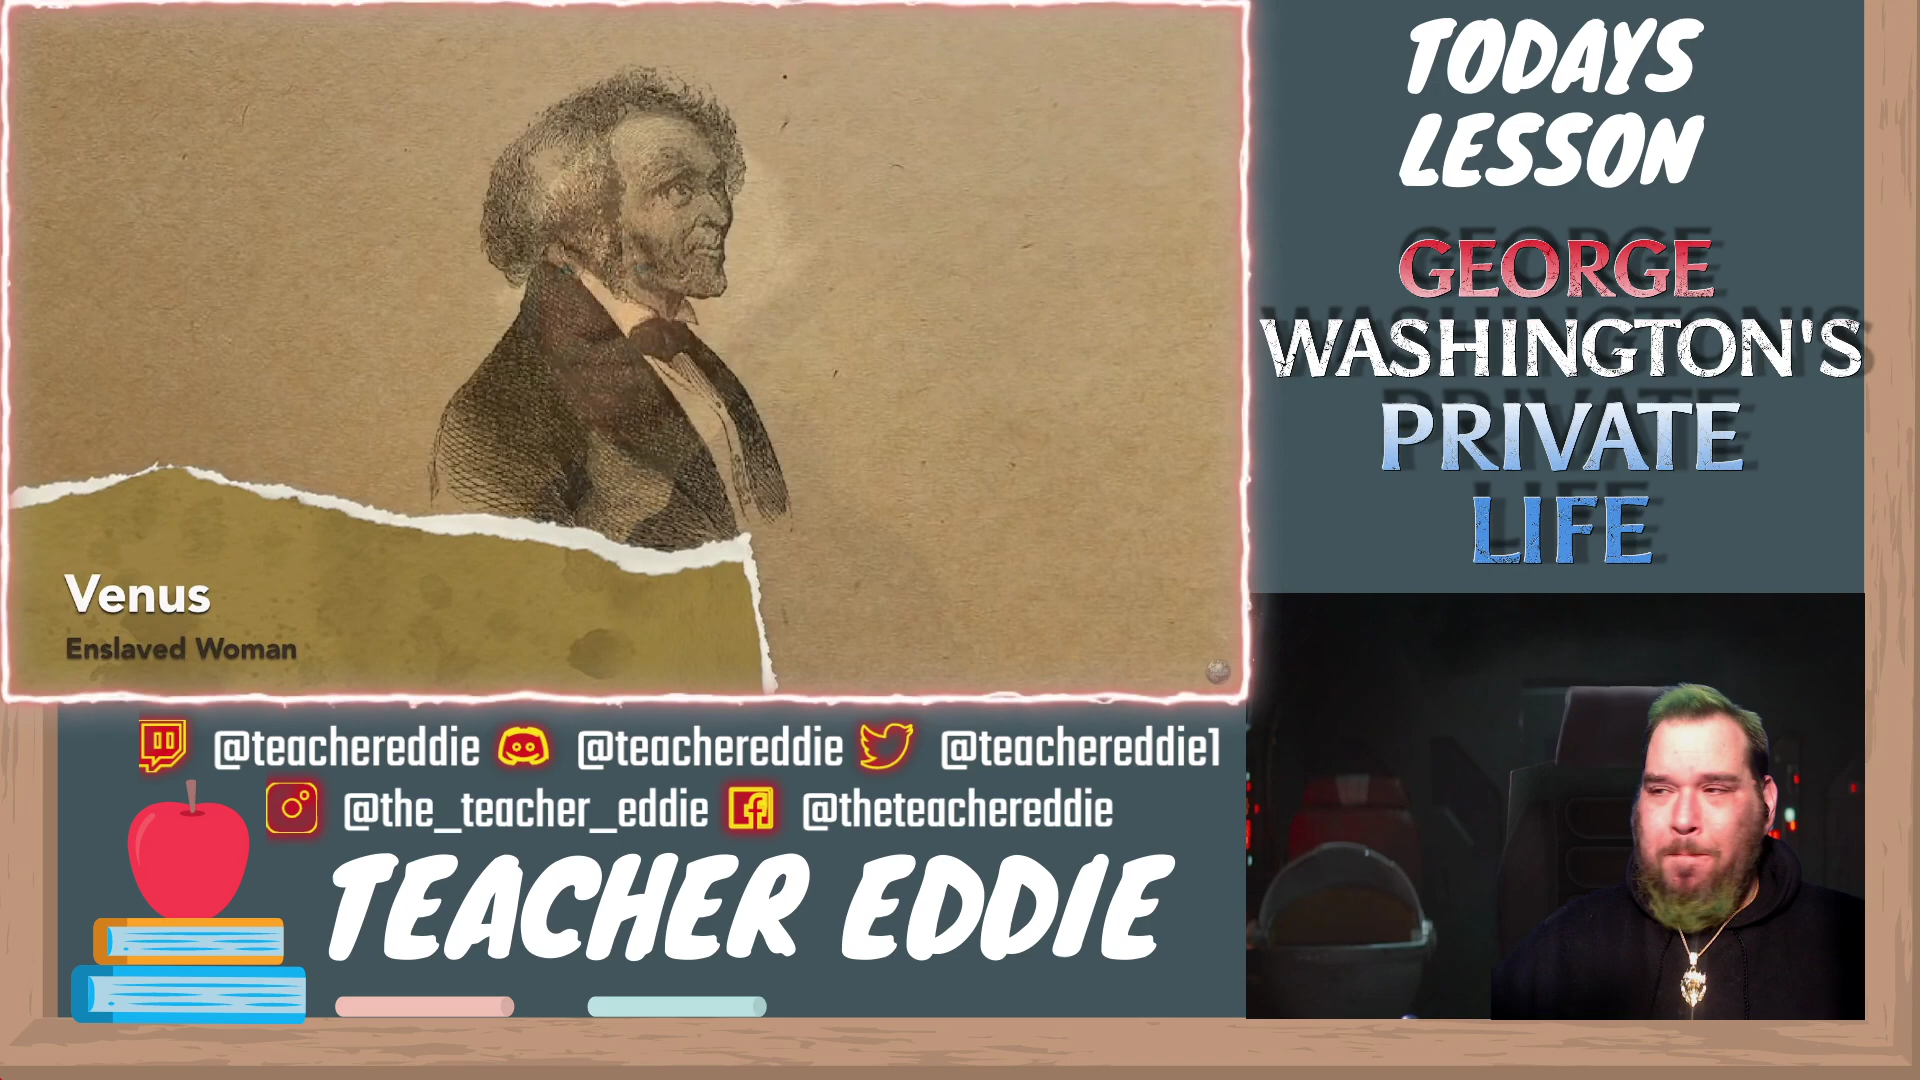 TODAYS
LESSON
GEORGE
WASHINGTON'S
PRIVATE
LIFE
Venus
Enslaved Woman
@teachereddie @teachereddie @teachereddie1
@the_teacher_eddie @theteachereddie
TEACHER EDDIE